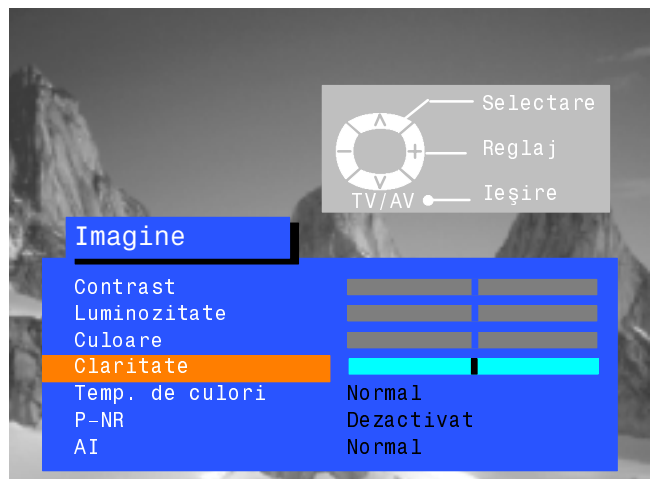 Selectare
Reglaj
Ieşire
TV/AV
Imagine
Contrast
Luminozitate
Culoare
Claritate
Temp. de culori Normal
P-NR Dezactivat
AI Normal